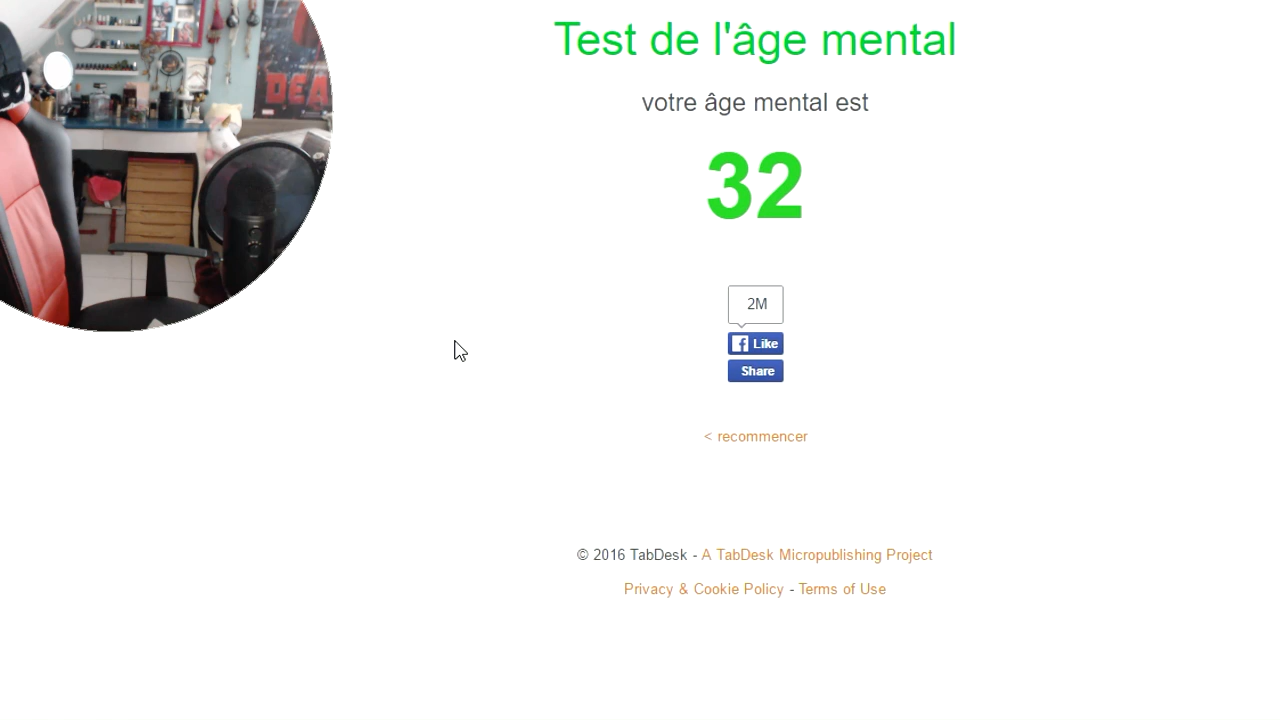 Test de l'âge mental
votre âge mental est
32
2M
Like
Share
< recommencer
© 2016 TabDesk - A TabDesk Micropublishing Project
Privacy & Cookie Policy - Terms of Use
DEA